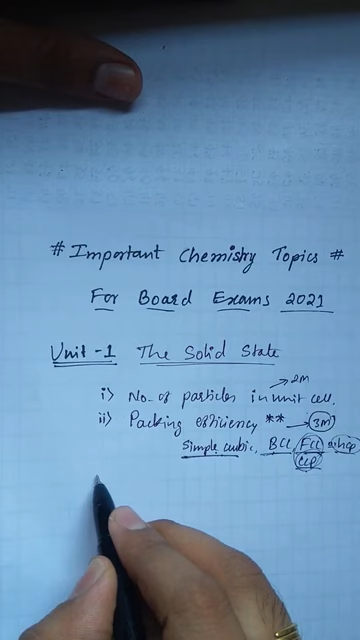 # Important Chemistry Topics #
For Board Exams 2021
Unit -1 The Solid State
→ 2M
i) No. of particles in unit cell.
ii) Packing efficiency ** → 3M)
Simple cubic, BCC, FCC hcp
CCP